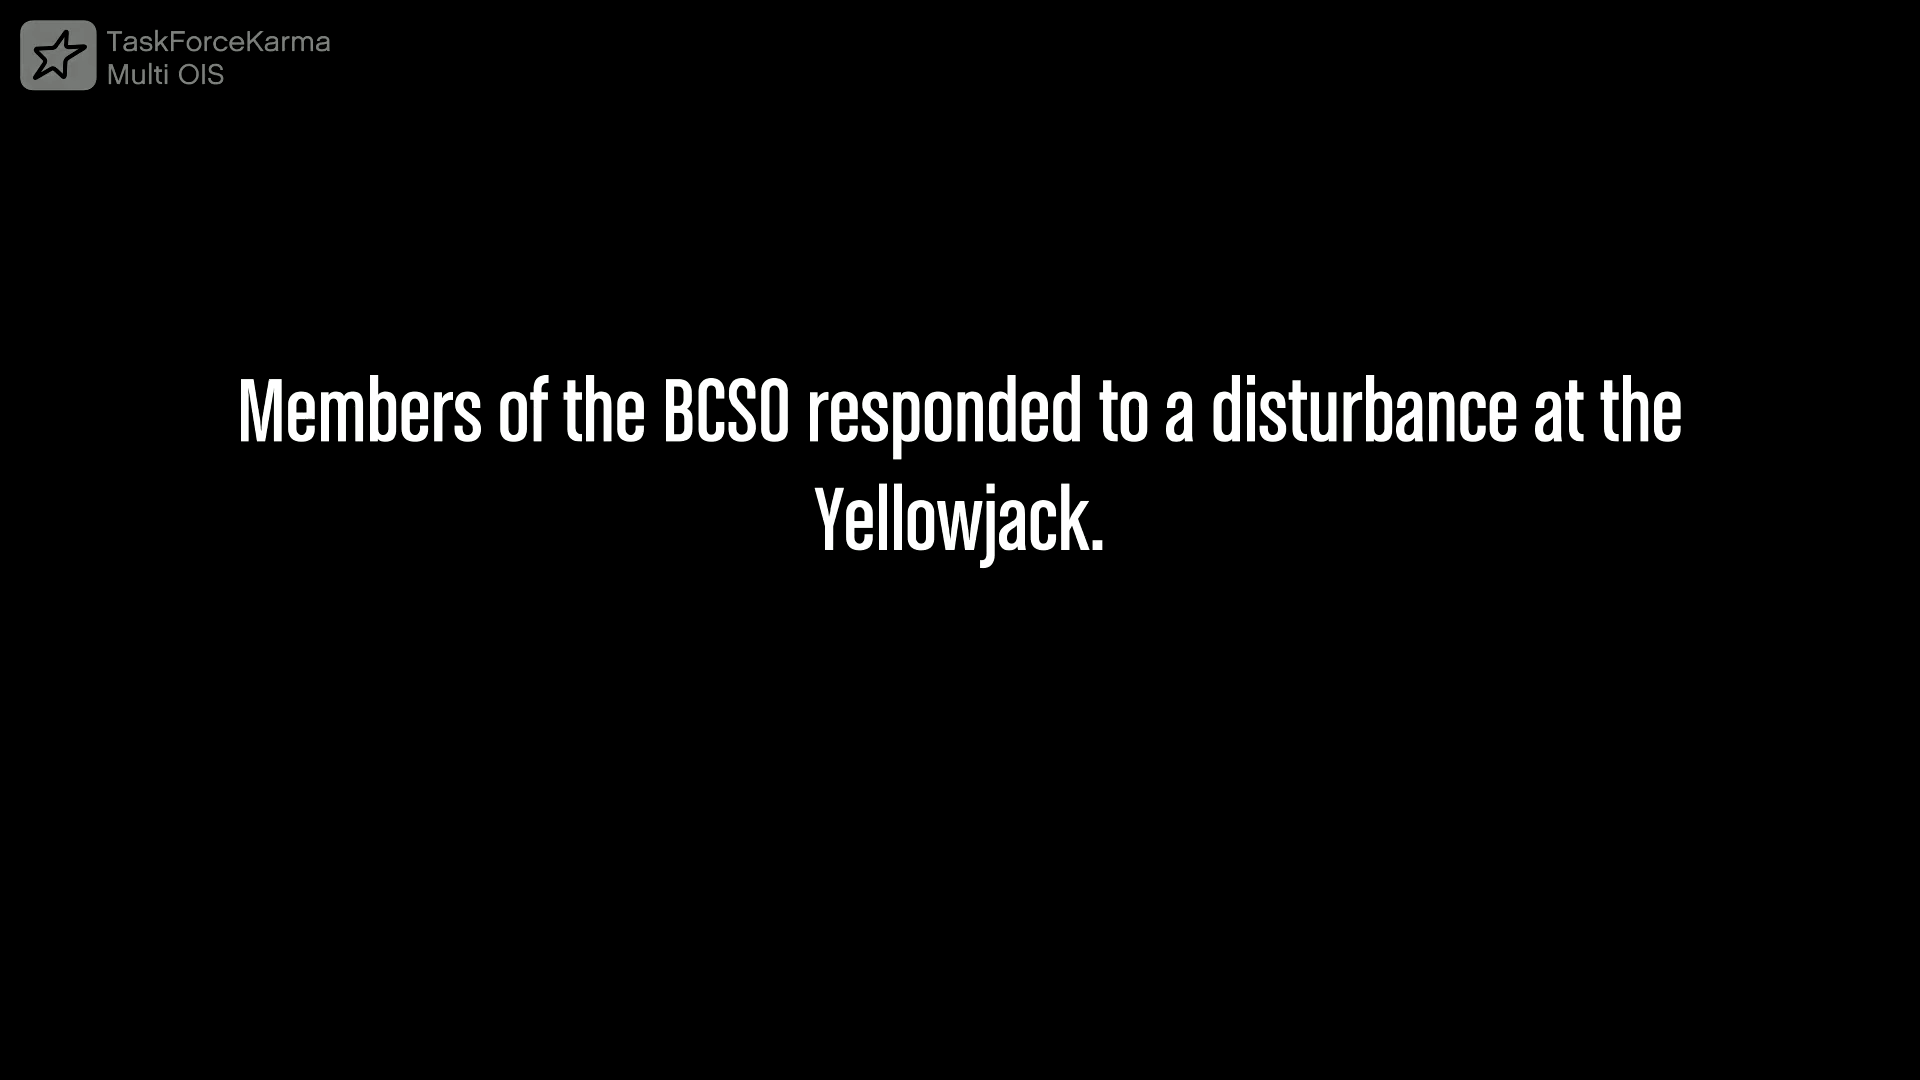 TaskForceKarma
Multi OIS
Members of the BCSO responded to a disturbance at the
Yellowjack.